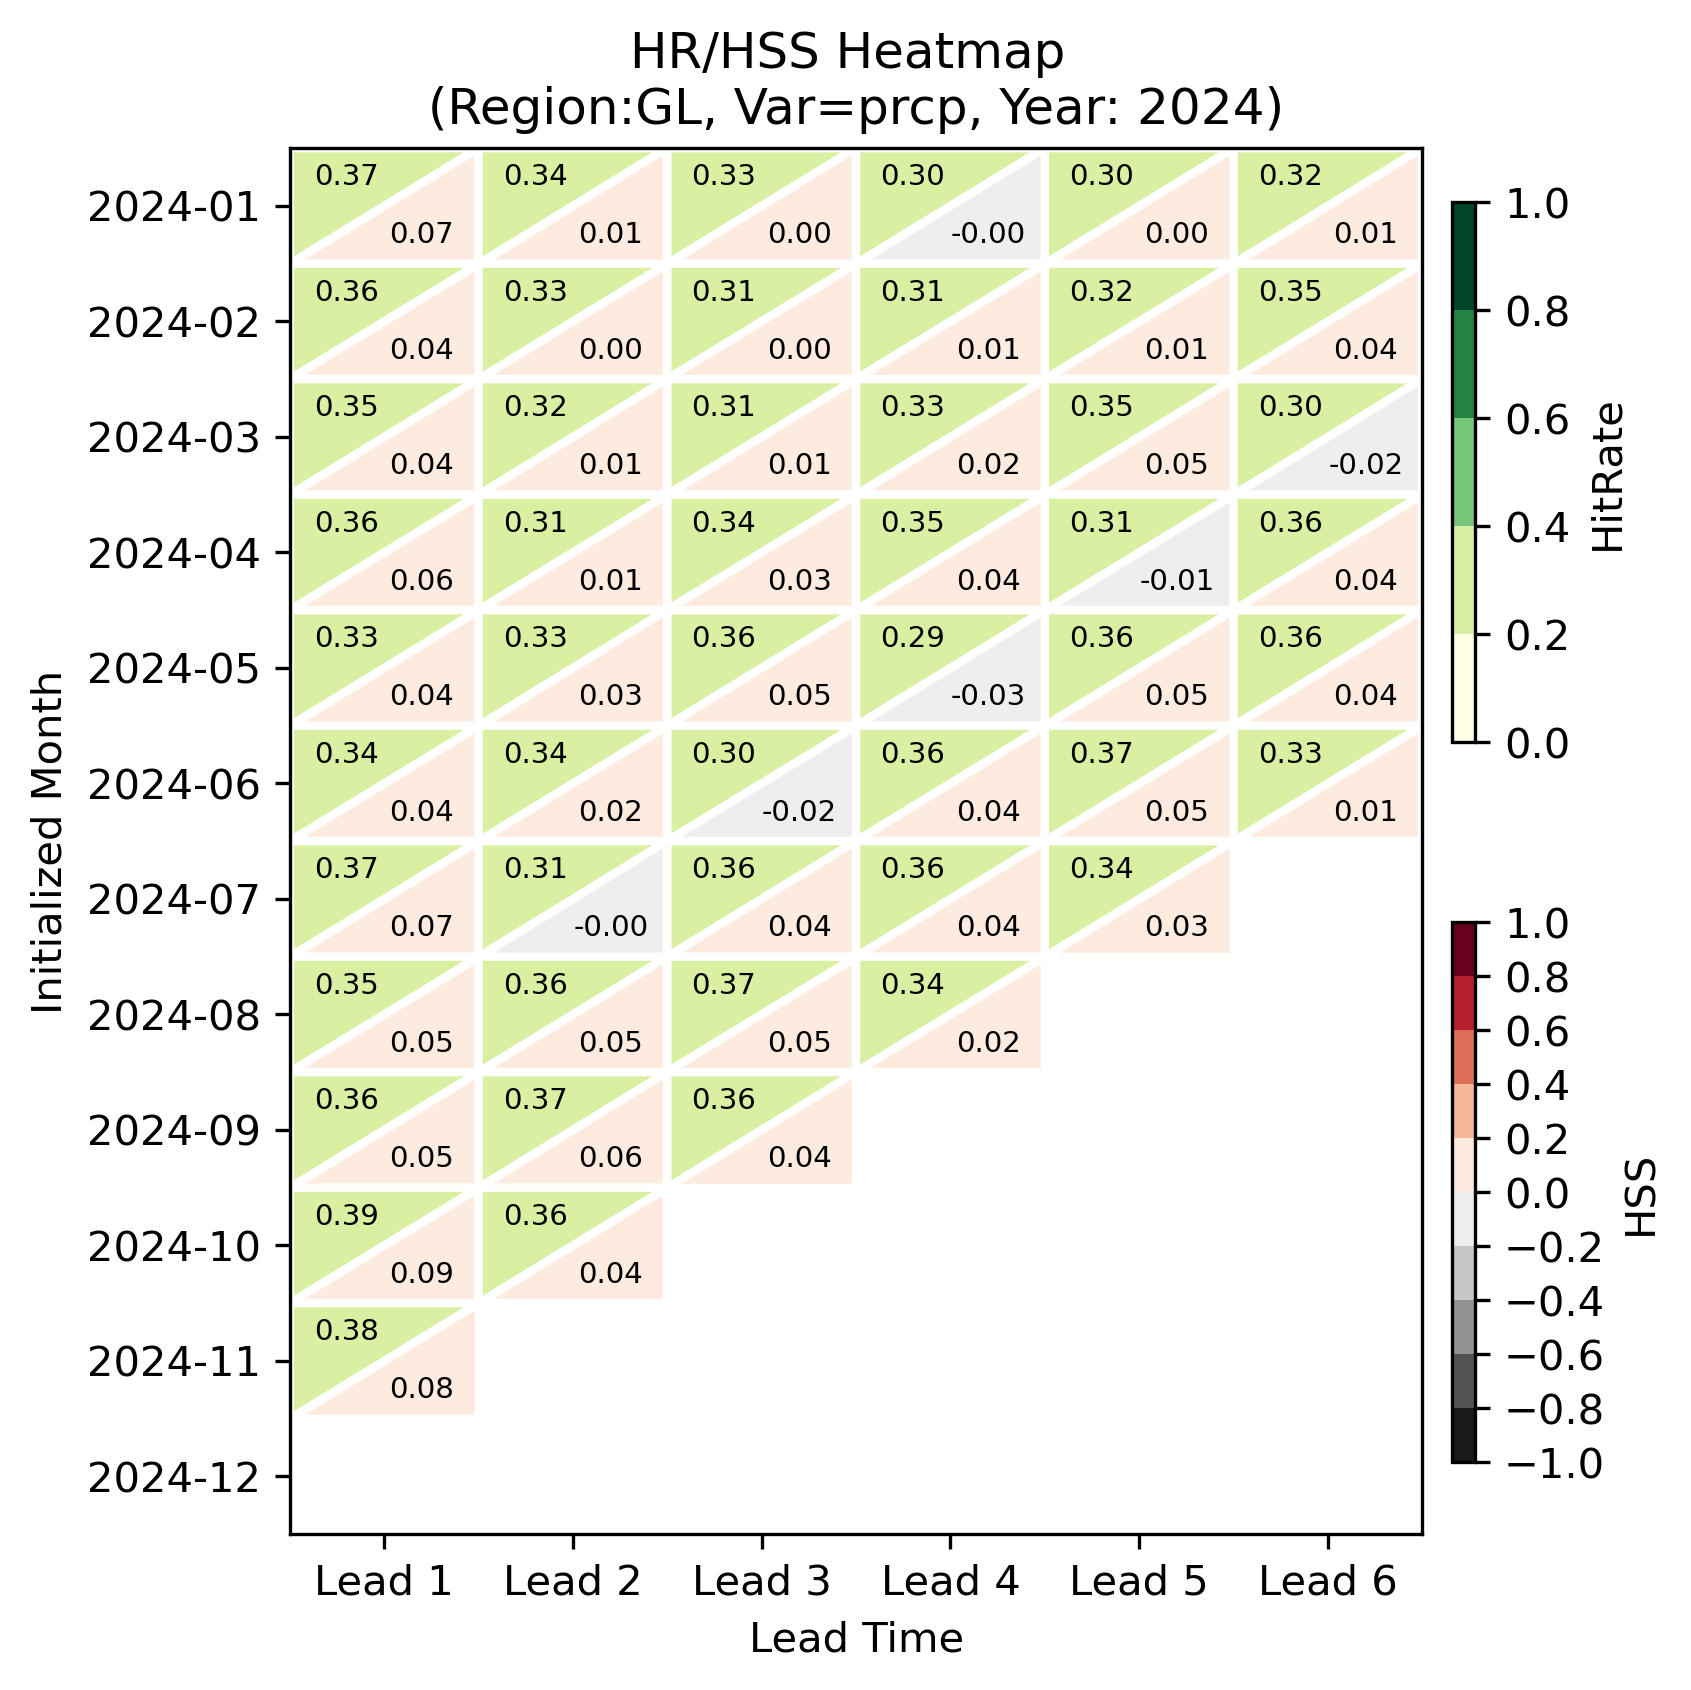 HR/HSS Heatmap
(Region:GL, Var=prcp, Year: 2024)
Initialized Month
2024-01
0.37 0.34 0.33 0.30 0.30 0.32
0.07 0.01 0.00 -0.00 0.00 0.01
2024-02
0.36 0.33 0.31 0.31 0.32 0.35
0.04 0.00 0.00 0.01 0.01 0.04
2024-03
0.35 0.32 0.31 0.33 0.35 0.30
0.04 0.01 0.01 0.02 0.05 -0.02
2024-04
0.36 0.31 0.34 0.35 0.31 0.36
0.06 0.01 0.03 0.04 -0.01 0.04
2024-05
0.33 0.33 0.36 0.29 0.36 0.36
0.04 0.03 0.05 -0.03 0.05 0.04
2024-06
0.34 0.34 0.30 0.36 0.37 0.33
0.04 0.02 -0.02 0.04 0.05 0.01
2024-07
0.37 0.31 0.36 0.36 0.34
0.07 -0.00 0.04 0.04 0.03
2024-08
0.35 0.36 0.37 0.34
0.05 0.05 0.05 0.02
2024-09
0.36 0.37 0.36
0.05 0.06 0.04
2024-10
0.39 0.36
0.09 0.04
2024-11
0.38
0.08
2024-12
Lead 1 Lead 2 Lead 3 Lead 4 Lead 5 Lead 6
Lead Time
1.0
0.8
0.6
0.4
0.2
0.0
HitRate
1.0
0.8
0.6
0.4
0.2
0.0
−0.2
−0.4
−0.6
−0.8
−1.0
HSS